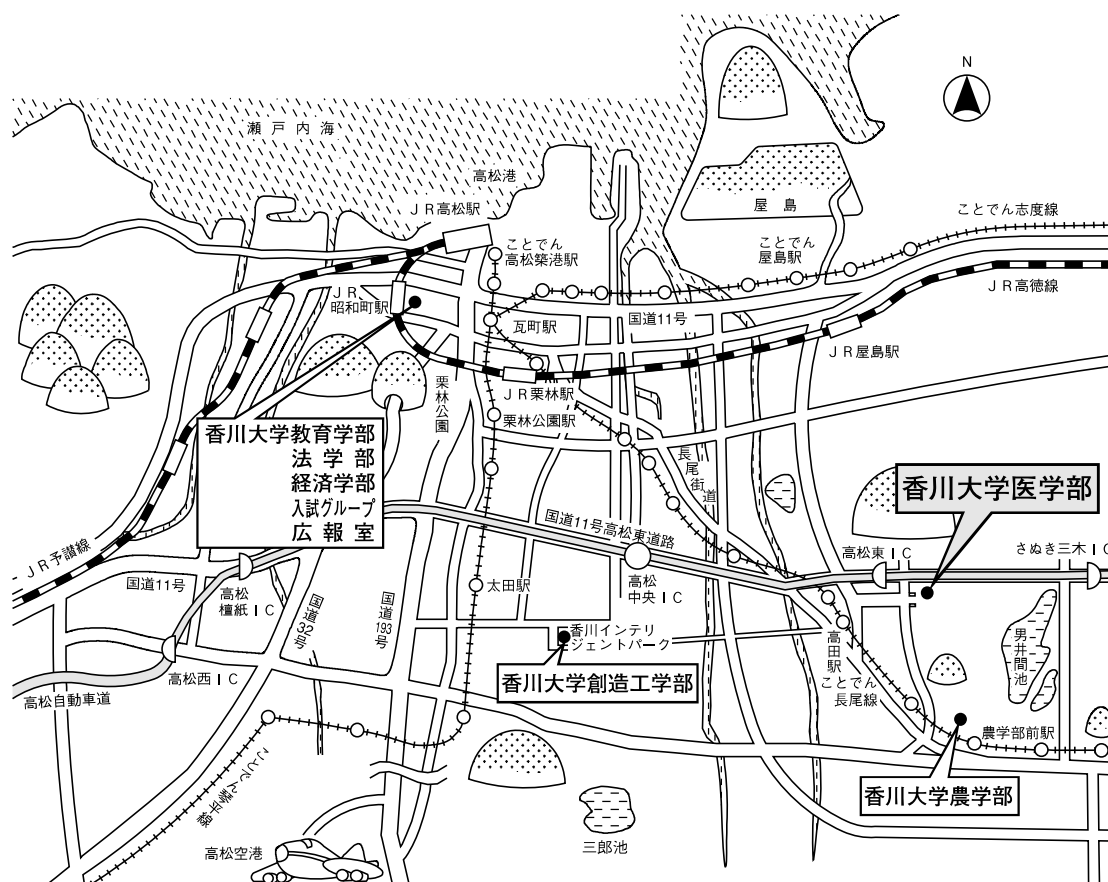 N
瀬戸内海
高松港
JR高松駅
屋島
ことでん志度線
ことでん
高松築港駅
ことでん
屋島駅
JR高徳線
JR
昭和町駅
瓦町駅
国道11号
JR屋島駅
JR栗林駅
栗林公園
栗林公園駅
香川大学教育学部
法学部
経済学部
入試グループ
広報室
長尾街道
香川大学医学部
国道11号高松東道路
高松東IC
さぬき三木IC
JR予讃線
国道11号
高松
檀紙IC
太田駅
高松
中央IC
国道32号
国道193号
香川インテリ
ジェントパーク
高田駅
男井間池
高松西IC
香川大学創造工学部
ことでん
長尾線
高松自動車道
農学部前駅
ことでん琴平線
香川大学農学部
高松空港
三郎池